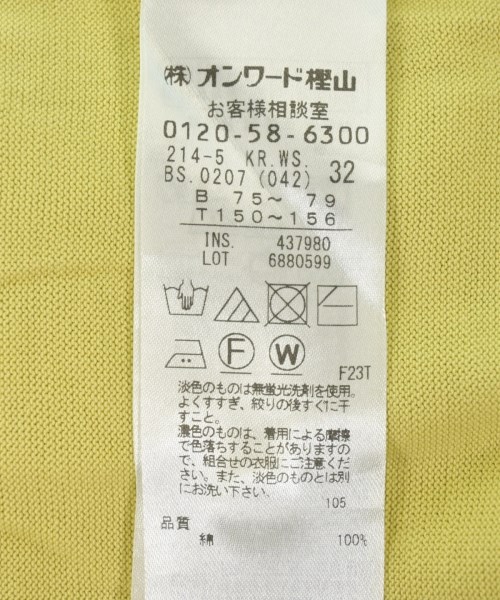 (株)オンワード樫山
お客様相談室
0120-58-6300
214-5 KR.WS.
BS.0207 (042) 32
B 75～ 79
T 150～156
INS. 437980
LOT 6880599
F W
F23T
淡色のものは無蛍光洗剤を使用。
よくすすぎ、絞りの後すぐに干
すこと。
濃色のものは、着用による摩擦
で色落ちすることがありますの
で、組合せの衣服にご注意くだ
さい。また、淡色のものとは別
にお洗い下さい。
105
品質
綿 100%